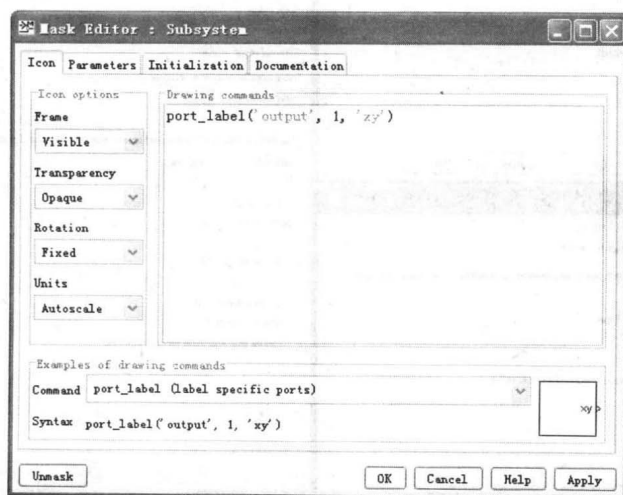 Mask Editor : Subsystem
Icon Parameters Initialization Documentation
Icon options
Frame
Visible
Transparency
Opaque
Rotation
Fixed
Units
Autoscale
Drawing commands
port_label('output', 1, 'xy')
Examples of drawing commands
Command port_label (label specific ports)
Syntax port_label('output', 1, 'xy')
xy
Unmask OK Cancel Help Apply